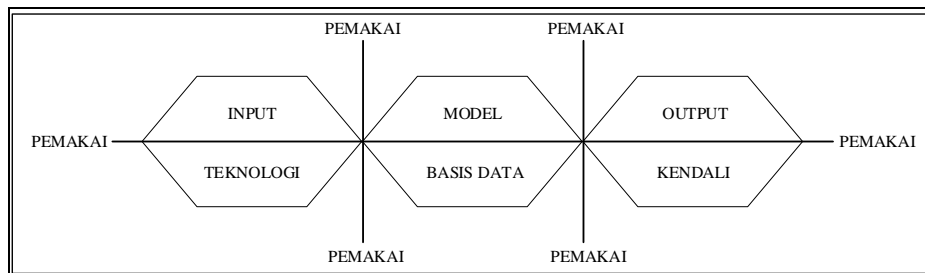 PEMAKAI PEMAKAI
INPUT MODEL OUTPUT
PEMAKAI PEMAKAI
TEKNOLOGI BASIS DATA KENDALI
PEMAKAI PEMAKAI